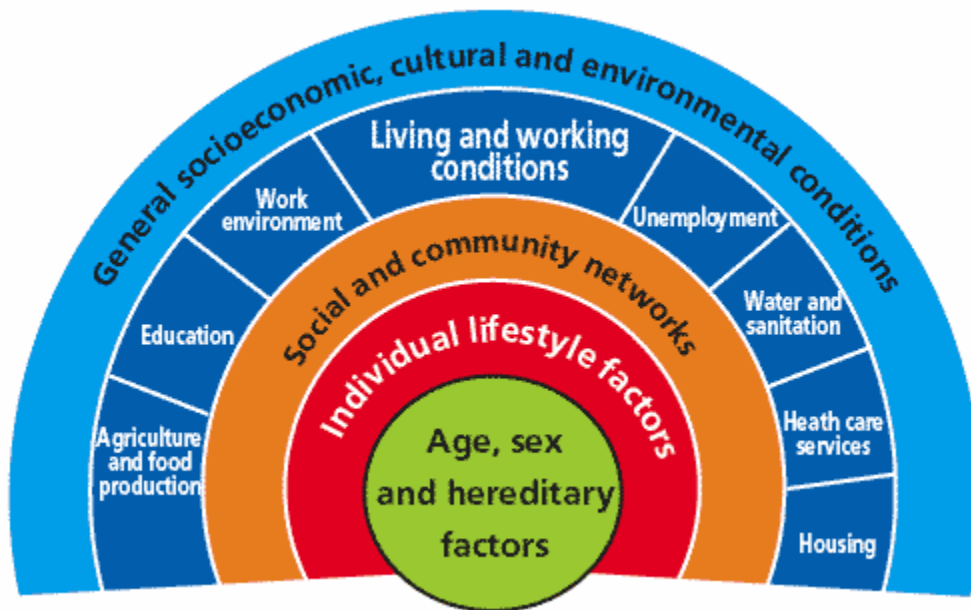 General socioeconomic, cultural and environmental conditions
Living and working
conditions
Work
environment
Unemployment
Education
Water and
sanitation
Agriculture
and food
production
Heath care
services
Housing
Social and community networks
Individual lifestyle factors
Age, sex
and hereditary
factors